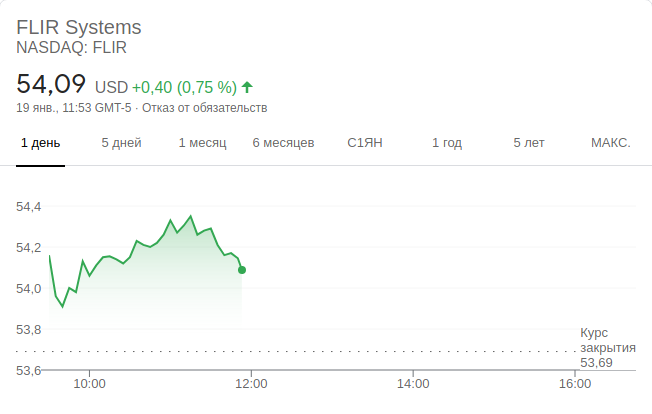 FLIR Systems
NASDAQ: FLIR
54,09 USD +0,40 (0,75 %)
19 янв., 11:53 GMT-5 · Отказ от обязательств
1 день 5 дней 1 месяц 6 месяцев С1ЯН 1 год 5 лет МАКС.
54,4
54,2
54,0
53,8
Курс
закрытия
53,69
53,6
10:00 12:00 14:00 16:00